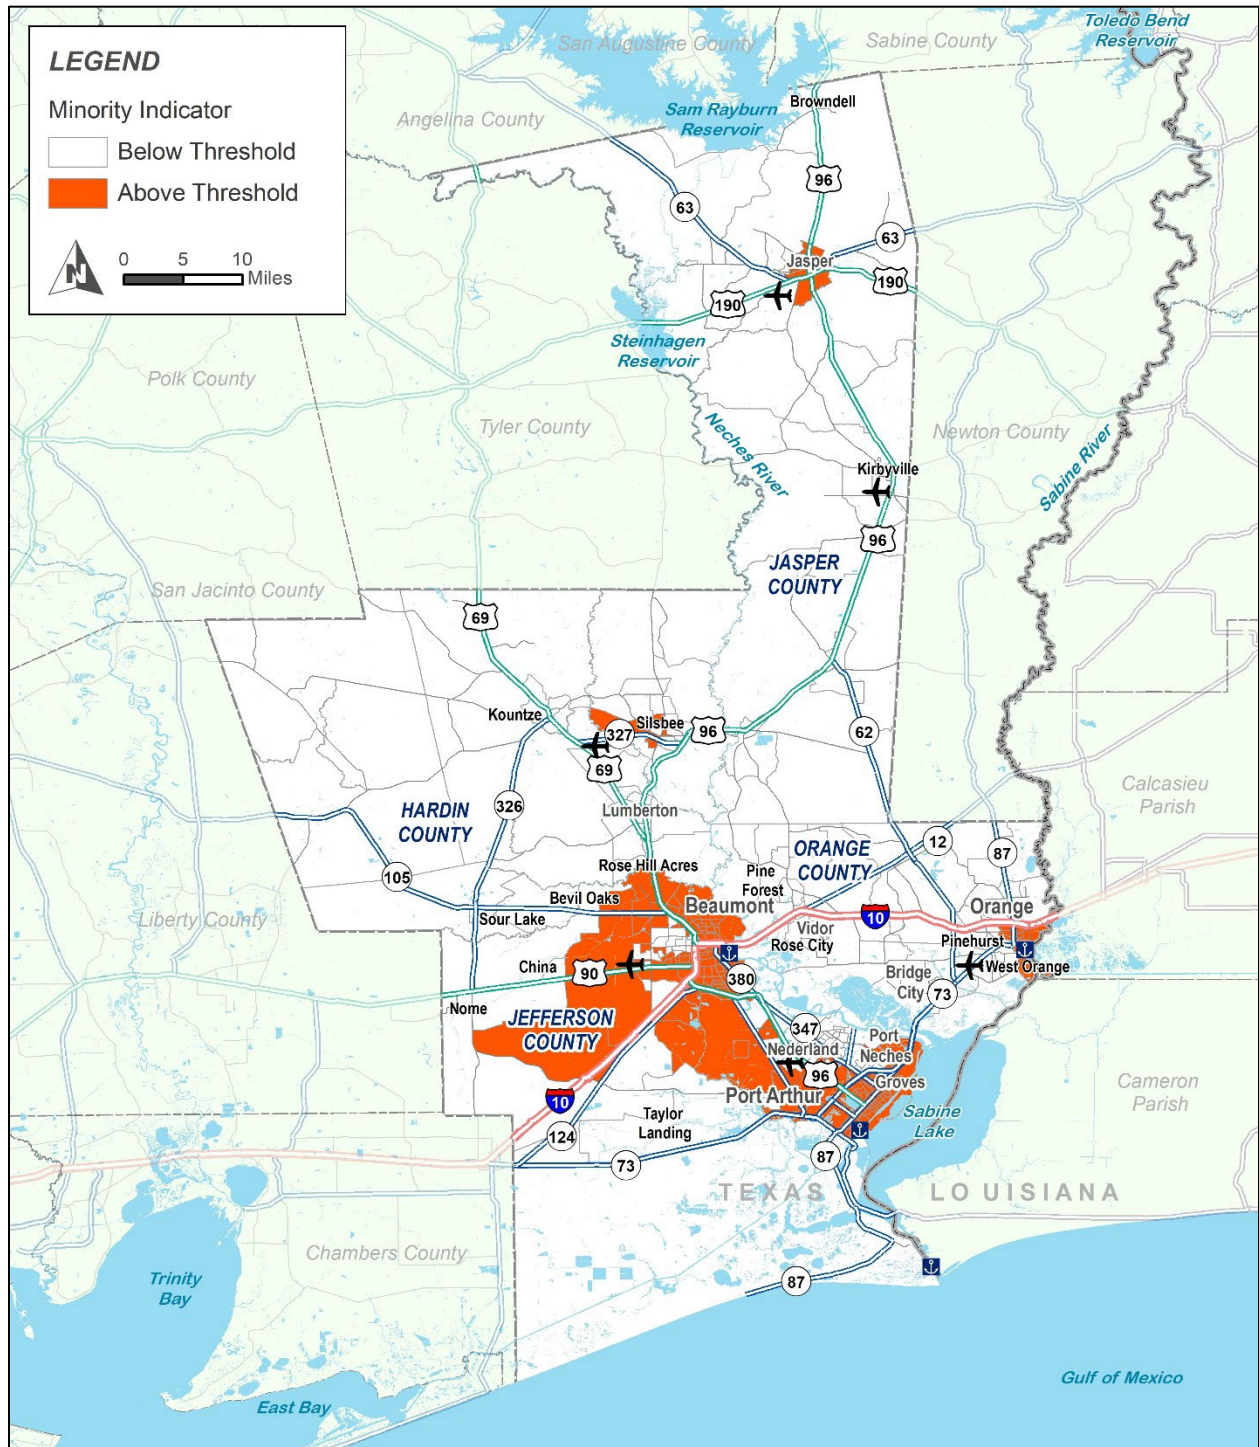 Toledo Bend
Reservoir
San Augustine County
Sabine County
LEGEND
Minority Indicator
Below Threshold
Above Threshold
N
0 5 10
Miles
Angelina County
Sam Rayburn
Reservoir
Browndell
96
63
63
Jasper
190
190
Steinhagen
Reservoir
Polk County
Tyler County
Neches River
Newton County
Sabine River
Kirbyville
96
JASPER
COUNTY
San Jacinto County
69
Kountze
Silsbee
327
96
62
69
Calcasieu
Parish
HARDIN
COUNTY
326
Lumberton
12
87
ORANGE
COUNTY
105
Rose Hill Acres
Pine
Forest
Bevil Oaks
Beaumont
Orange
Liberty County
Sour Lake
10
Vidor
Rose City
Pinehurst
West Orange
China
90
380
Bridge
City
73
Nome
JEFFERSON
COUNTY
347
Port
Neches
Nederland
96
Groves
Port Arthur
10
Cameron
Parish
Sabine
Lake
Taylor
Landing
124
73
87
TEXAS
LOUISIANA
Chambers County
Trinity
Bay
87
Gulf of Mexico
East Bay